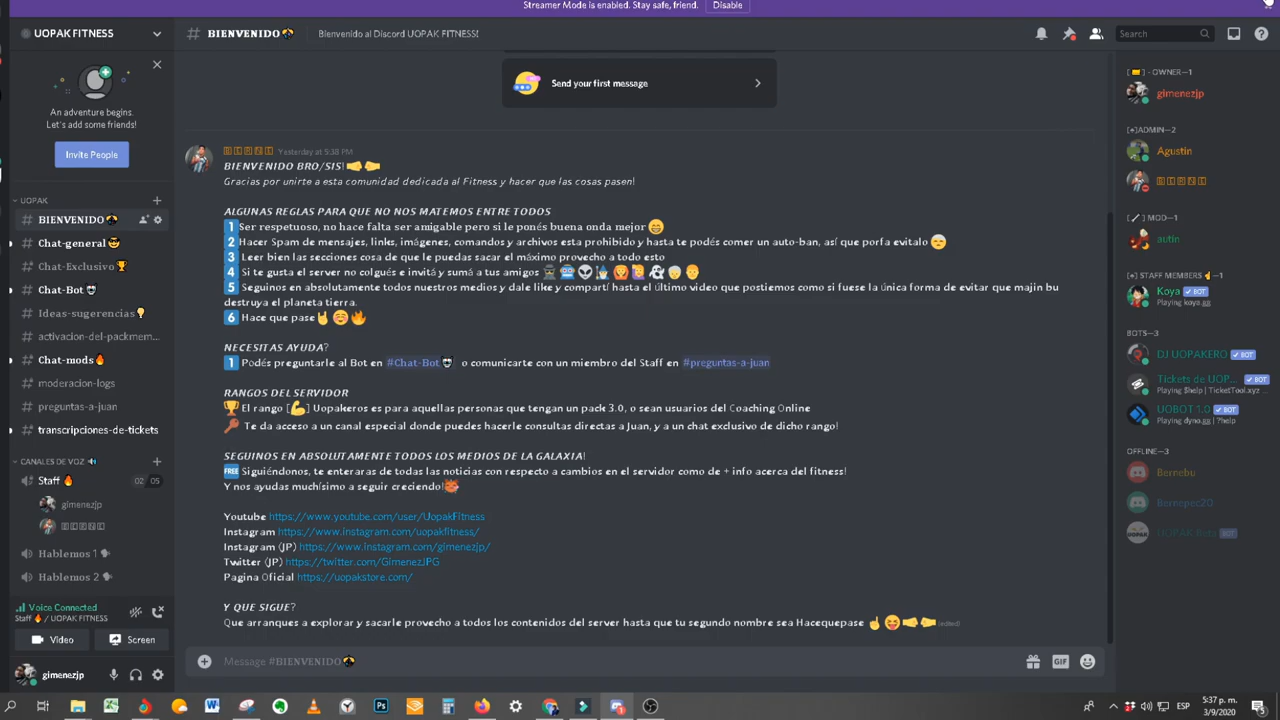 Streamer Mode is enabled. Stay safe, friend. Disable
UOPAK FITNESS
# BIENVENIDO
Bienvenido al Discord UOPAK FITNESS!
Search
An adventure begins.
Let's add some friends!
Invite People
UOPAK
# BIENVENIDO
# Chat-general
# Chat-Exclusivo
# Chat-Bot
# Ideas-sugerencias
# activacion-del-packmem...
# Chat-mods
# moderacion-logs
# preguntas-a-juan
# transcripciones-de-tickets
CANALES DE VOZ
Staff 02 05
gimenezjp
Hablemos 1
Hablemos 2
Voice Connected
Staff / UOPAK FITNESS
Video Screen
gimenezjp
Send your first message
Yesterday at 5:38 PM
BIENVENIDO BRO/SIS!
Gracias por unirte a esta comunidad dedicada al Fitness y hacer que las cosas pasen!
ALGUNAS REGLAS PARA QUE NO NOS MATEMOS ENTRE TODOS
1 Ser respetuoso, no hace falta ser amigable pero si le ponés buena onda mejor 😁
2 Hacer Spam de mensajes, links, imágenes, comandos y archivos esta prohibido y hasta te podés comer un auto-ban, así que porfa evitalo
3 Leer bien las secciones cosa de que le puedas sacar el máximo provecho a todo esto
4 Si te gusta el server no colgués e invitá y sumá a tus amigos
5 Seguinos en absolutamente todos nuestros medios y dale like y compartí hasta el último video que postiemos como si fuese la única forma de evitar que majin bu
destruya el planeta tierra.
6 Hace que pase
NECESITAS AYUDA?
1 Podés preguntarle al Bot en #Chat-Bot o comunicarte con un miembro del Staff en #preguntas-a-juan
RANGOS DEL SERVIDOR
El rango [💪] Uopakeros es para aquellas personas que tengan un pack 3.0, o sean usuarios del Coaching Online
Te da acceso a un canal especial donde puedes hacerle consultas directas a Juan, y a un chat exclusivo de dicho rango!
SEGUINOS EN ABSOLUTAMENTE TODOS LOS MEDIOS DE LA GALAXIA!
FREE Siguiéndonos, te enteraras de todas las noticias con respecto a cambios en el servidor como de + info acerca del fitness!
Y nos ayudas muchísimo a seguir creciendo!
Youtube https://www.youtube.com/user/UopakFitness
Instagram https://www.instagram.com/uopakfitness/
Instagram (JP) https://www.instagram.com/gimenezjp/
Twitter (JP) https://twitter.com/GimenezJPG
Pagina Oficial https://uopakstore.com/
Y QUE SIGUE?
Que arranques a explorar y sacarle provecho a todos los contenidos del server hasta que tu segundo nombre sea Hacequepase (edited)
Message #BIENVENIDO
GIF
[👑] - OWNER—1
gimenezjp
[+]ADMIN—2
Agustin
MOD—1
autin
[+] STAFF MEMBERS —1
Koya BOT
Playing koya.gg
BOTS—3
DJ UOPAKERO BOT
Tickets de UOP... BOT
Playing $help | TicketTool.xyz ...
UOBOT 1.0 BOT
Playing dyno.gg | ?help
OFFLINE—3
Bernebu
Bernepec20
UOPAK Bot
BOT
ESP
5:37 p. m.
3/9/2020